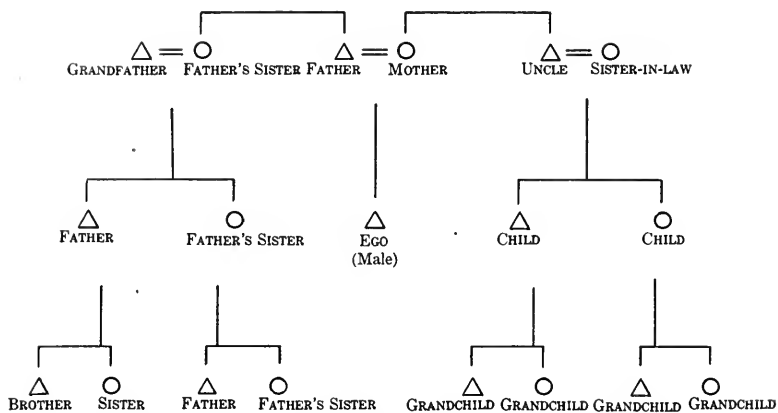 GRANDFATHER FATHER'S SISTER FATHER MOTHER UNCLE SISTER-IN-LAW
FATHER FATHER'S SISTER EGO CHILD CHILD
(Male)
BROTHER SISTER FATHER FATHER'S SISTER GRANDCHILD GRANDCHILD GRANDCHILD GRANDCHILD